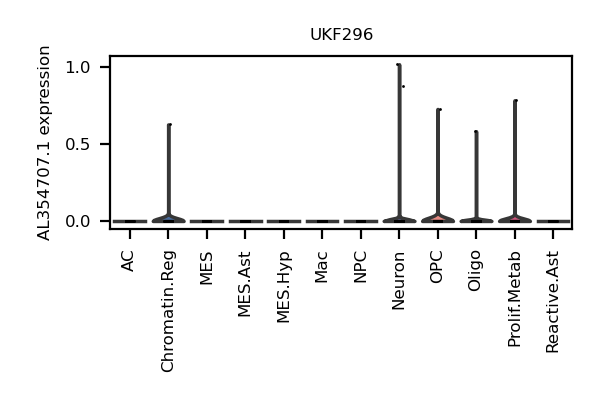 UKF296
AL354707.1 expression
1.0
0.5
0.0
AC
Chromatin.Reg
MES
MES.Ast
MES.Hyp
Mac
NPC
Neuron
OPC
Oligo
Prolif.Metab
Reactive.Ast